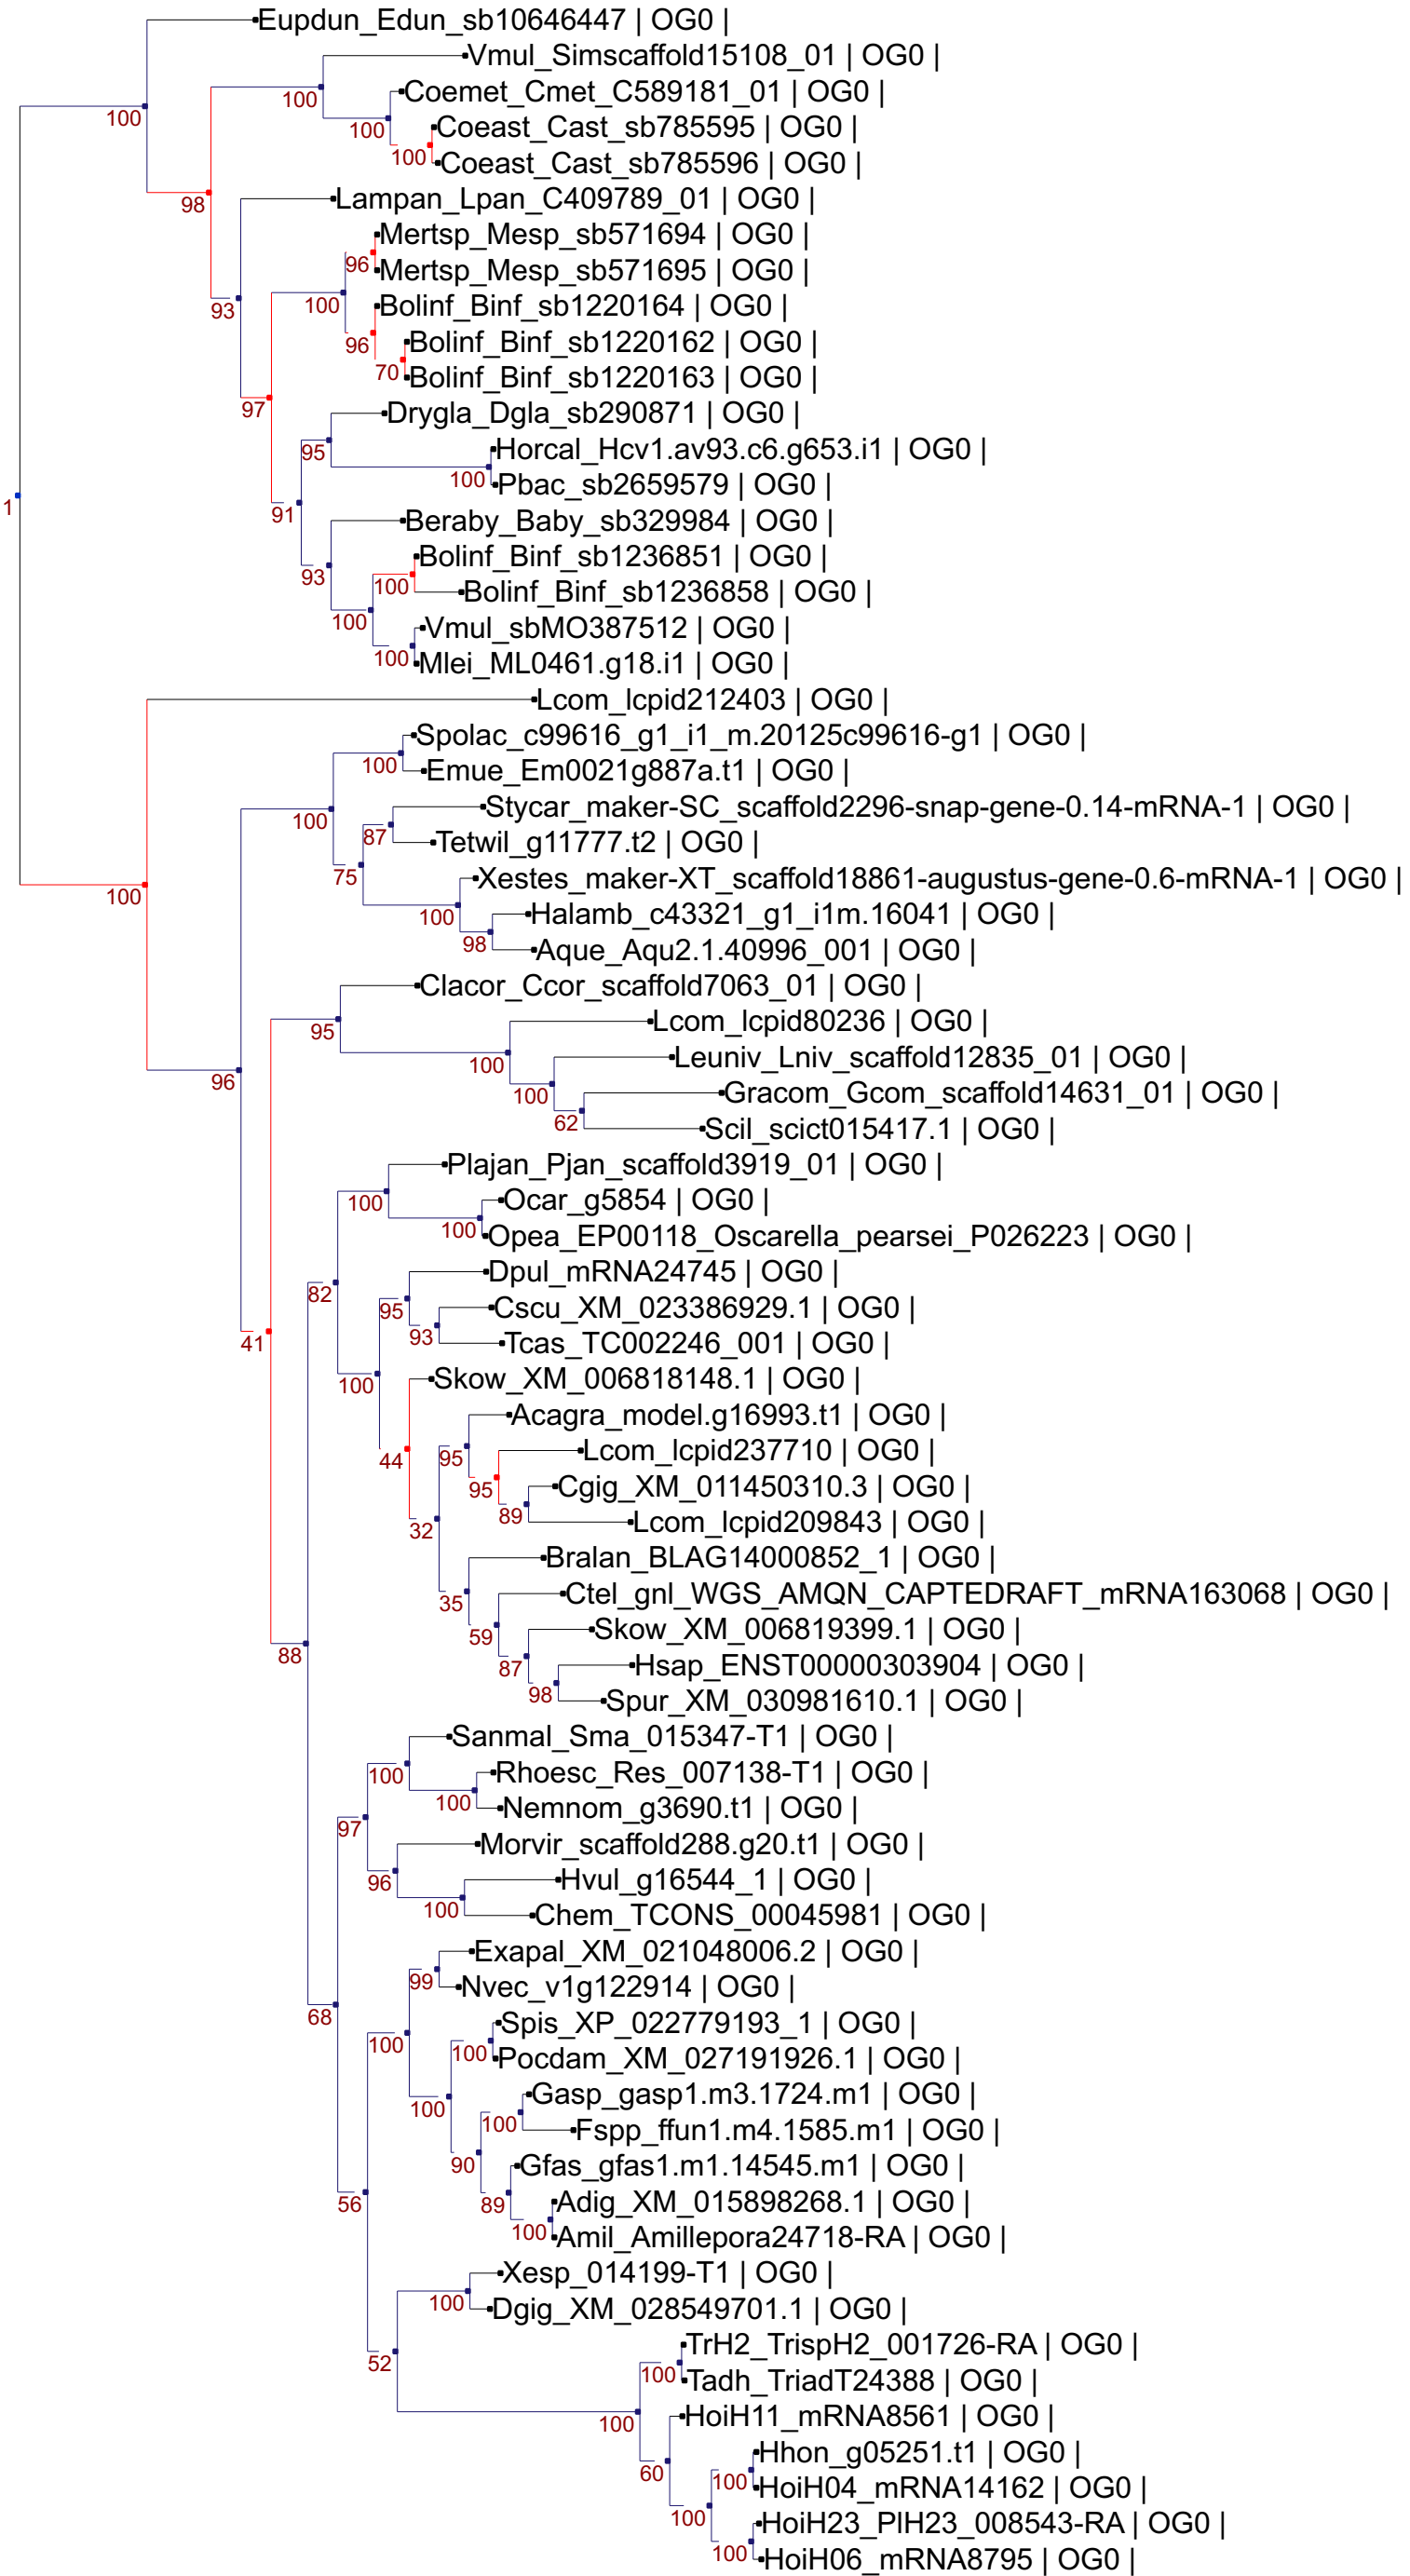 Eupdun_Edun_sb10646447 | OG0 |
Vmul_Simscaffold15108_01 | OG0 |
100
Coemet_Cmet_C589181_01 | OG0 |
100
100
Coeast_Cast_sb785595 | OG0 |
100
Coeast_Cast_sb785596 | OG0 |
Lampan_Lpan_C409789_01 | OG0 |
98
Mertsp_Mesp_sb571694 | OG0 |
96
Mertsp_Mesp_sb571695 | OG0 |
100
Bolinf_Binf_sb1220164 | OG0 |
93
96
Bolinf_Binf_sb1220162 | OG0 |
70
Bolinf_Binf_sb1220163 | OG0 |
97
Drygla_Dgla_sb290871 | OG0 |
95
Horcal_Hcv1.av93.c6.g653.i1 | OG0 |
100
Pbac_sb2659579 | OG0 |
1
91
Beraby_Baby_sb329984 | OG0 |
Bolinf_Binf_sb1236851 | OG0 |
93
100
Bolinf_Binf_sb1236858 | OG0 |
100
Vmul_sbMO387512 | OG0 |
100
Mlei_ML0461.g18.i1 | OG0 |
Lcom_lcpid212403 | OG0 |
Spolac_c99616_g1_i1_m.20125c99616-g1 | OG0 |
100
Emue_Em0021g887a.t1 | OG0 |
100
Stycar_maker-SC_scaffold2296-snap-gene-0.14-mRNA-1 | OG0 |
87
Tetwil_g11777.t2 | OG0 |
75
Xestes_maker-XT_scaffold18861-augustus-gene-0.6-mRNA-1 | OG0 |
100
100
Halamb_c43321_g1_i1m.16041 | OG0 |
98
Aque_Aqu2.1.40996_001 | OG0 |
Clacor_Ccor_scaffold7063_01 | OG0 |
95
Lcom_lcpid80236 | OG0 |
100
Leuniv_Lniv_scaffold12835_01 | OG0 |
96
100
Gracom_Gcom_scaffold14631_01 | OG0 |
62
Scil_scict015417.1 | OG0 |
Plajan_Pjan_scaffold3919_01 | OG0 |
100
Ocar_g5854 | OG0 |
100
Opea_EP00118_Oscarella_pearsei_P026223 | OG0 |
Dpul_mRNA24745 | OG0 |
82
95
Cscu_XM_023386929.1 | OG0 |
93
Tcas_TC002246_001 | OG0 |
41
100
Skow_XM_006818148.1 | OG0 |
Acagra_model.g16993.t1 | OG0 |
44
95
Lcom_lcpid237710 | OG0 |
95
Cgig_XM_011450310.3 | OG0 |
89
32
Lcom_lcpid209843 | OG0 |
Bralan_BLAG14000852_1 | OG0 |
35
Ctel_gnl_WGS_AMQN_CAPTEDRAFT_mRNA163068 | OG0 |
59
Skow_XM_006819399.1 | OG0 |
88
87
Hsap_ENST00000303904 | OG0 |
98
Spur_XM_030981610.1 | OG0 |
Sanmal_Sma_015347-T1 | OG0 |
100
Rhoesc_Res_007138-T1 | OG0 |
100
Nemnom_g3690.t1 | OG0 |
97
Morvir_scaffold288.g20.t1 | OG0 |
96
Hvul_g16544_1 | OG0 |
100
Chem_TCONS_00045981 | OG0 |
Exapal_XM_021048006.2 | OG0 |
99
Nvec_v1g122914 | OG0 |
68
Spis_XP_022779193_1 | OG0 |
100
100
Pocdam_XM_027191926.1 | OG0 |
100
Gasp_gasp1.m3.1724.m1 | OG0 |
100
Fspp_ffun1.m4.1585.m1 | OG0 |
90
Gfas_gfas1.m1.14545.m1 | OG0 |
56
89
Adig_XM_015898268.1 | OG0 |
100
Amil_Amillepora24718-RA | OG0 |
Xesp_014199-T1 | OG0 |
100
Dgig_XM_028549701.1 | OG0 |
TrH2_TrispH2_001726-RA | OG0 |
52
100
Tadh_TriadT24388 | OG0 |
100
HoiH11_mRNA8561 | OG0 |
Hhon_g05251.t1 | OG0 |
60
100
HoiH04_mRNA14162 | OG0 |
100
HoiH23_PlH23_008543-RA | OG0 |
100
HoiH06_mRNA8795 | OG0 |